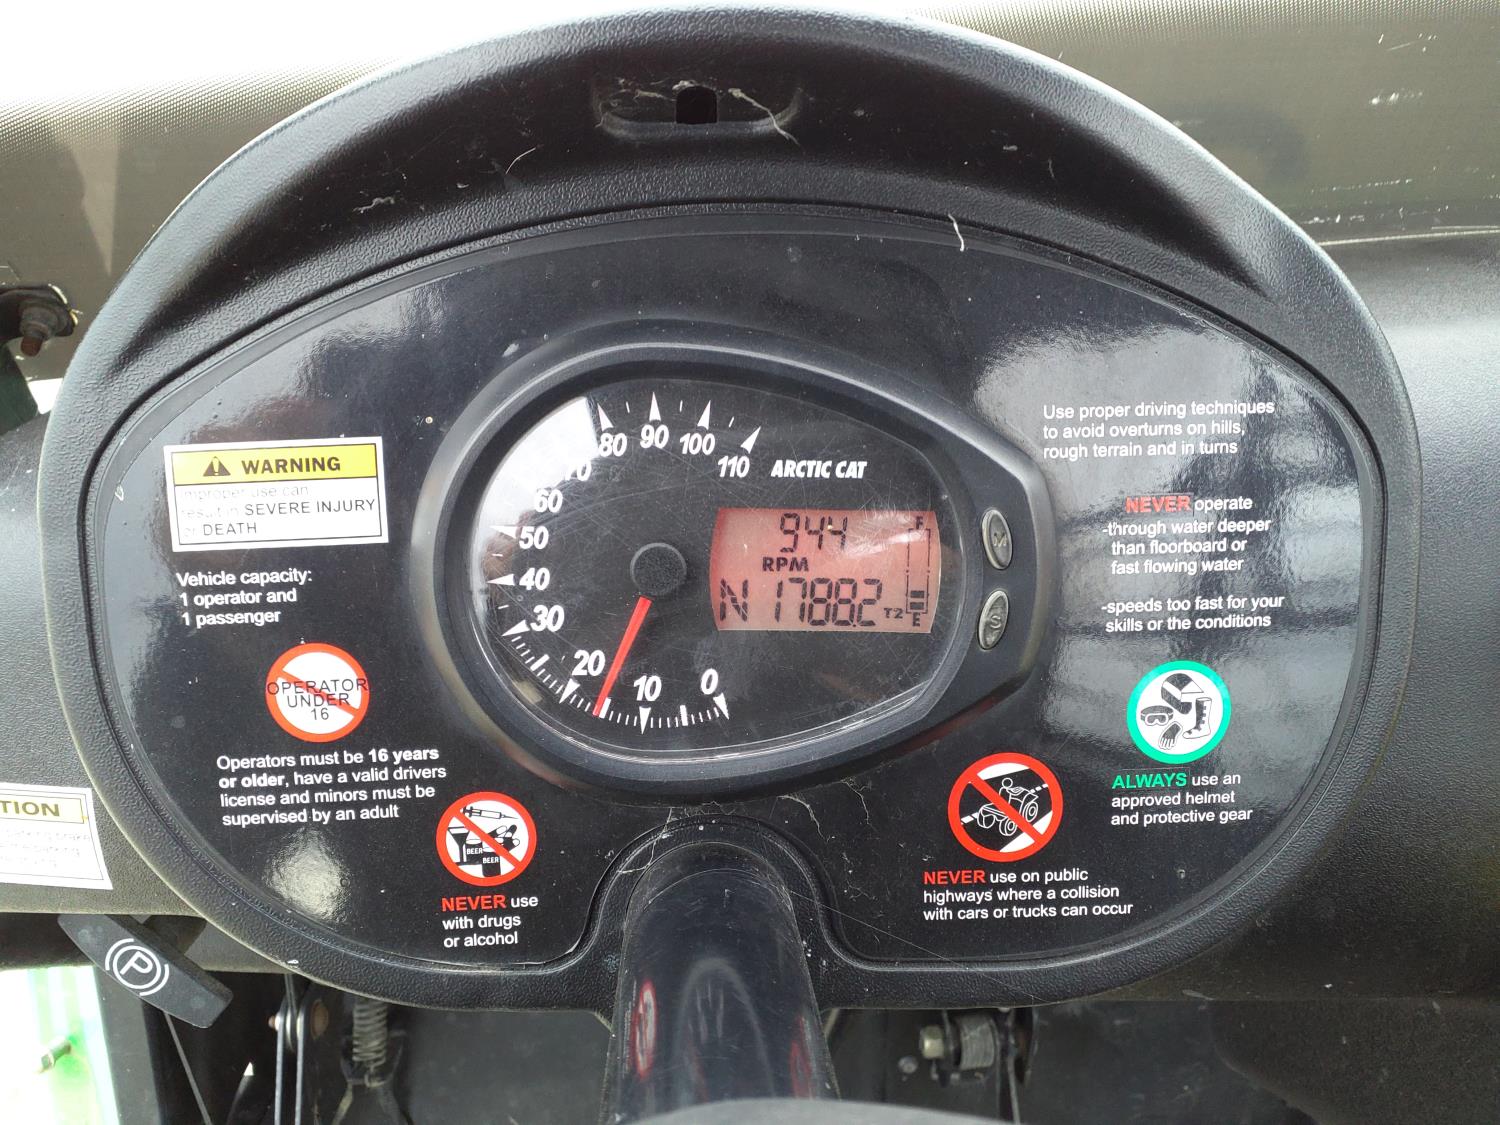 WARNING
Improper use can
result in SEVERE INJURY
or DEATH
Vehicle capacity:
1 operator and
1 passenger
OPERATOR
UNDER
16
Operators must be 16 years
or older, have a valid drivers
license and minors must be
supervised by an adult
BEER
BEER
NEVER use
with drugs
or alcohol
0
10
20
30
40
50
60
70
80
90
100
110
ARCTIC CAT
944
RPM
N 1788.2 T2
F
E
M
S
Use proper driving techniques
to avoid overturns on hills,
rough terrain and in turns
NEVER operate
-through water deeper
than floorboard or
fast flowing water
-speeds too fast for your
skills or the conditions
ALWAYS use an
approved helmet
and protective gear
NEVER use on public
highways where a collision
with cars or trucks can occur
TION
P